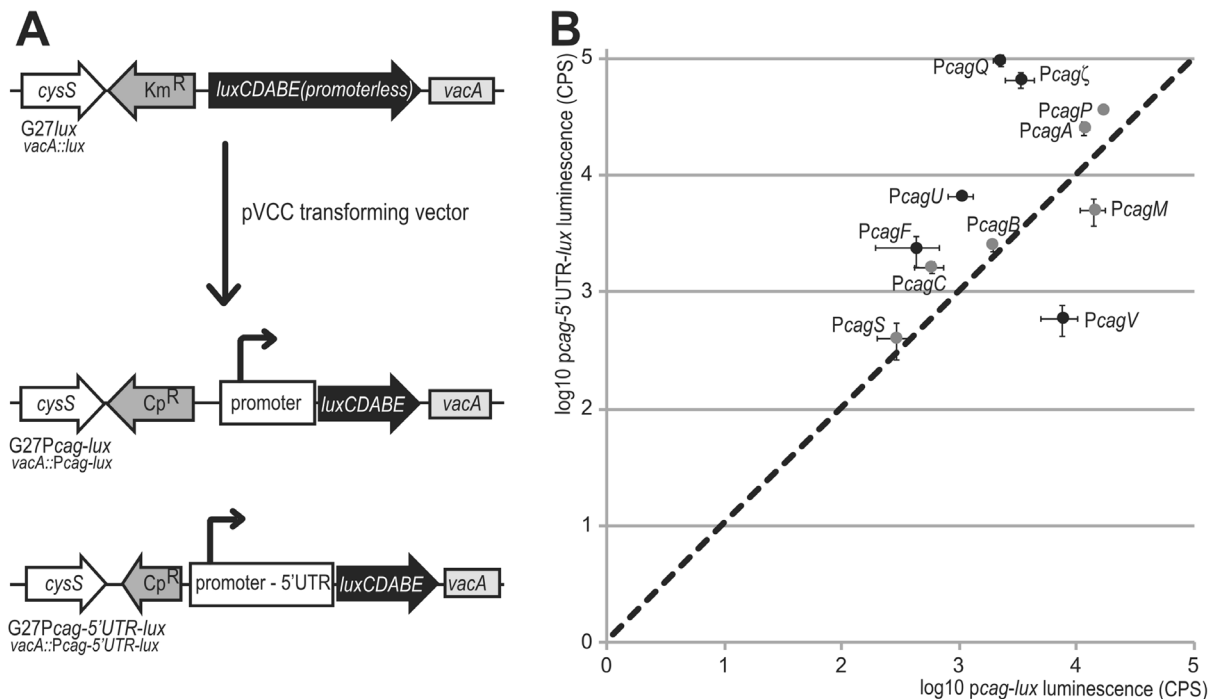 A
cysS
Km^R
luxCDABE(promoterless)
vacA
G27lux
vacA::lux
pVCC transforming vector
cysS
Cp^R
promoter
luxCDABE
vacA
G27Pcag-lux
vacA::Pcag-lux
cysS
Cp^R
promoter - 5'UTR
luxCDABE
vacA
G27Pcag-5'UTR-lux
vacA::Pcag-5'UTR-lux
B
log10 pcag-5'UTR-lux luminescence (CPS)
5
4
3
2
1
0
PcagQ
Pcagζ
PcagP
PcagA
PcagU
PcagM
PcagF
PcagB
PcagC
PcagV
PcagS
0
1
2
3
4
5
log10 pcag-lux luminescence (CPS)